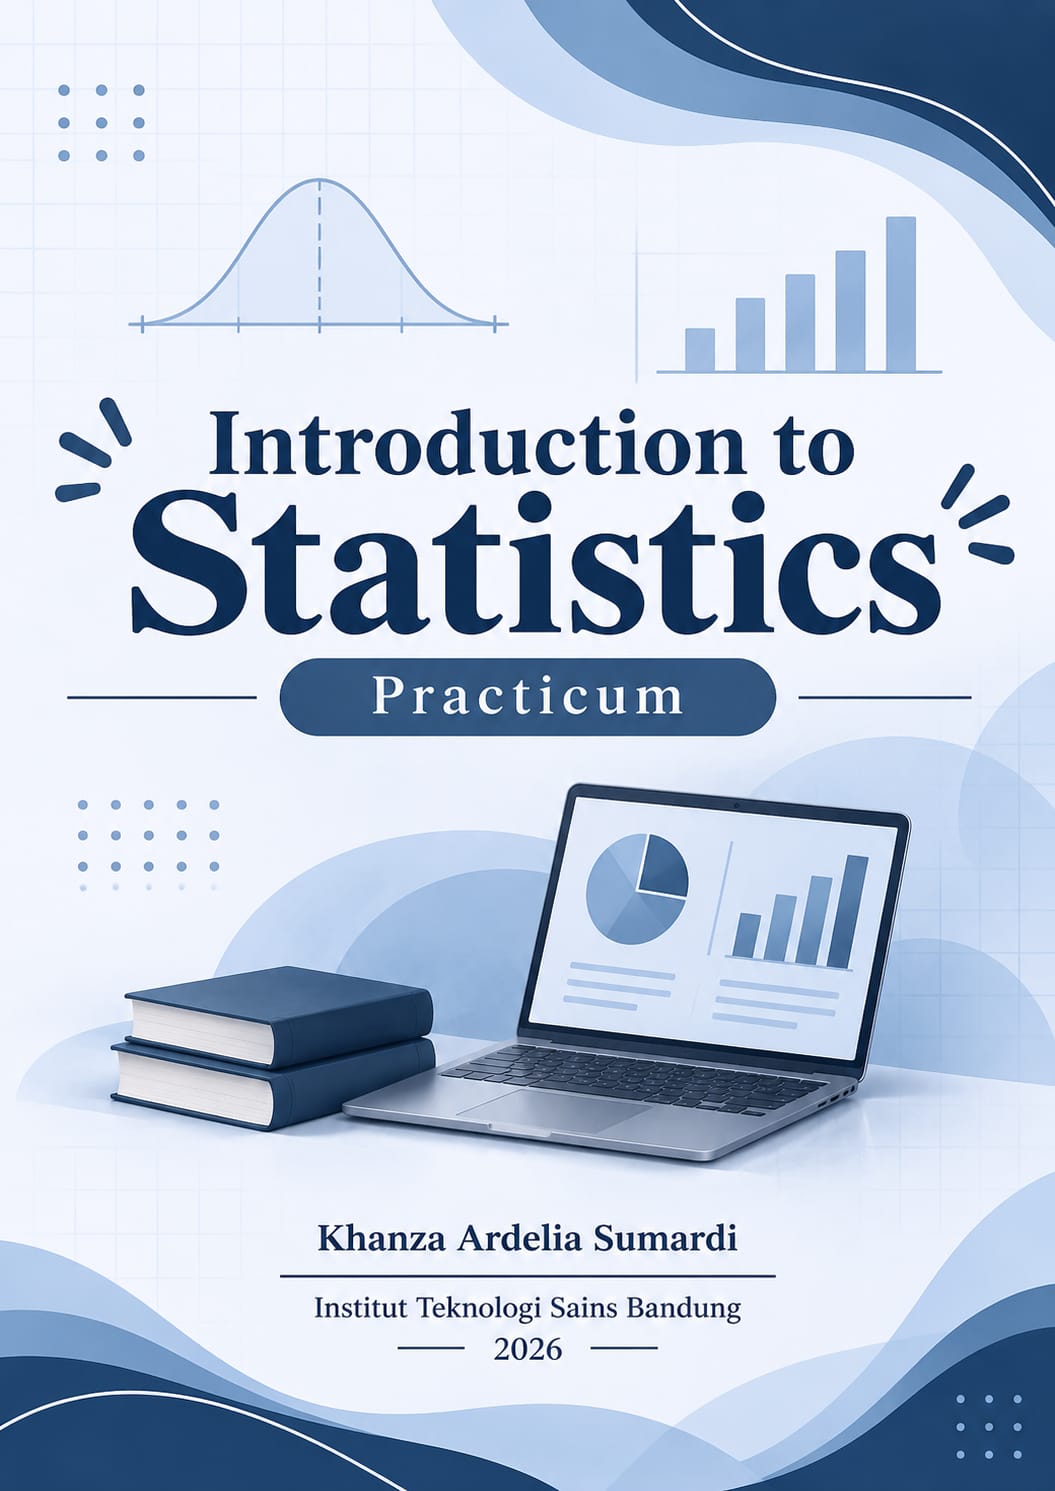 Introduction to
Statistics
Practicum
Khanza Ardelia Sumardi
Institut Teknologi Sains Bandung
2026